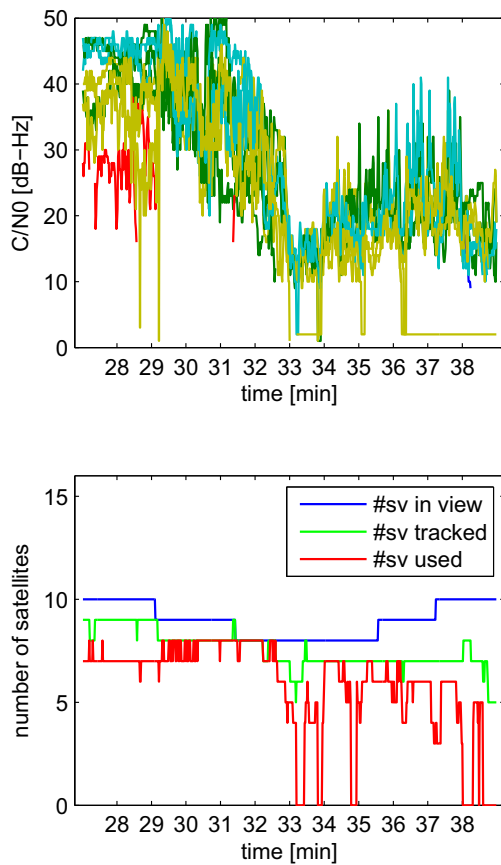 50
40
30
20
10
0
C/N0 [dB−Hz]
28 29 30 31 32 33 34 35 36 37 38
time [min]
15
10
5
0
number of satellites
#sv in view
#sv tracked
#sv used
28 29 30 31 32 33 34 35 36 37 38
time [min]